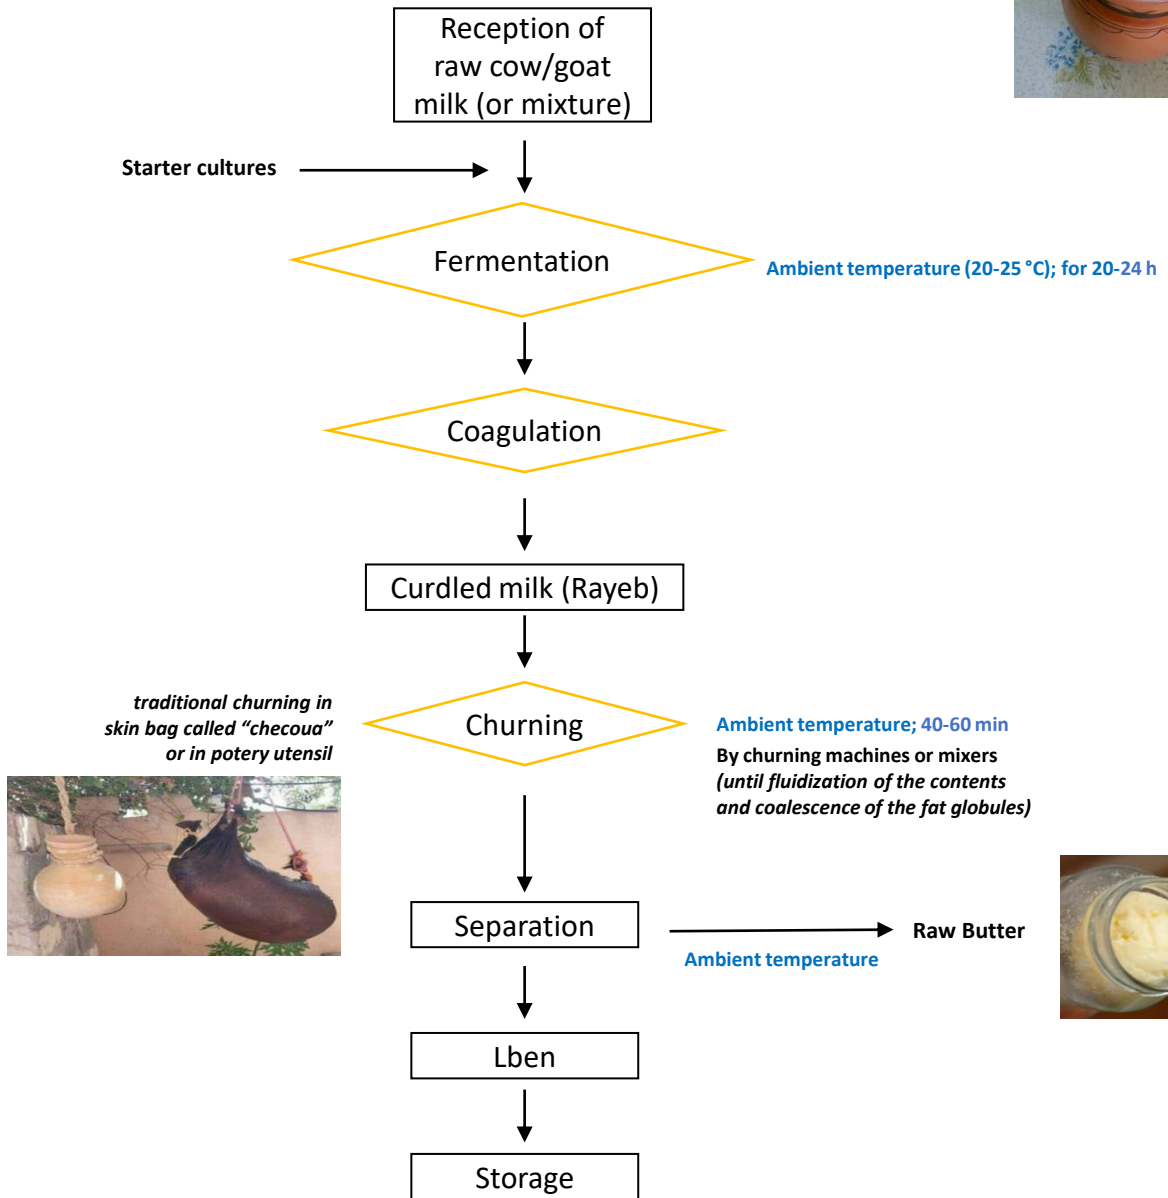 Reception of
raw cow/goat
milk (or mixture)
Starter cultures
Fermentation
Ambient temperature (20-25 °C); for 20-24 h
Coagulation
Curdled milk (Rayeb)
traditional churning in
skin bag called “checoua”
or in potery utensil
Churning
Ambient temperature; 40-60 min
By churning machines or mixers
(until fluidization of the contents
and coalescence of the fat globules)
Separation
Raw Butter
Ambient temperature
Lben
Storage